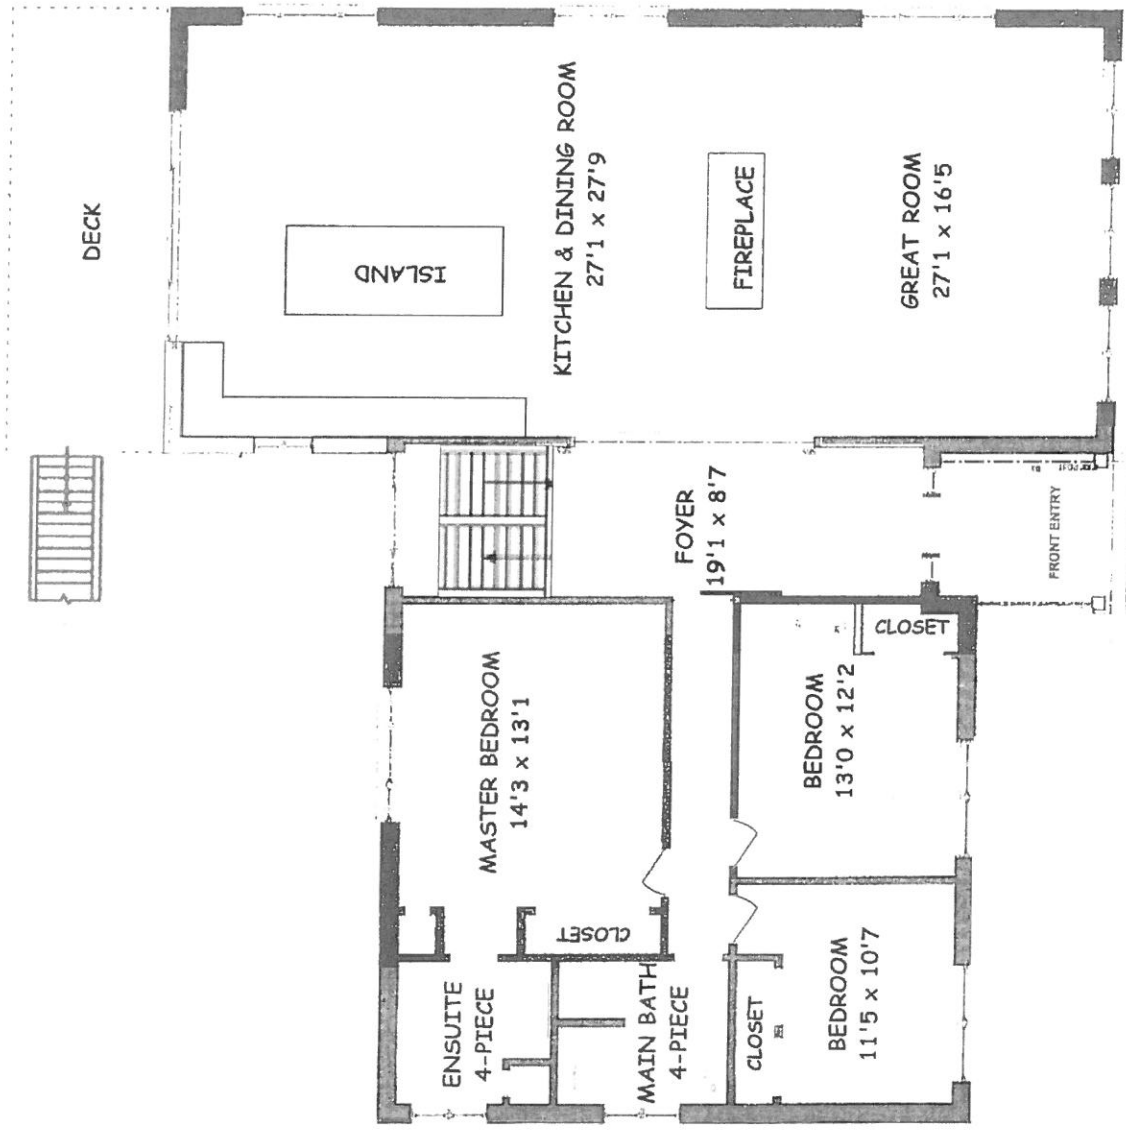 DECK
ISLAND
KITCHEN & DINING ROOM
27'1 x 27'9
FIREPLACE
GREAT ROOM
27'1 x 16'5
FOYER
19'1 x 8'7
FRONT ENTRY
MASTER BEDROOM
14'3 x 13'1
CLOSET
BEDROOM
13'0 x 12'2
CLOSET
ENSUITE
4-PIECE
MAIN BATH
4-PIECE
CLOSET
BEDROOM
11'5 x 10'7